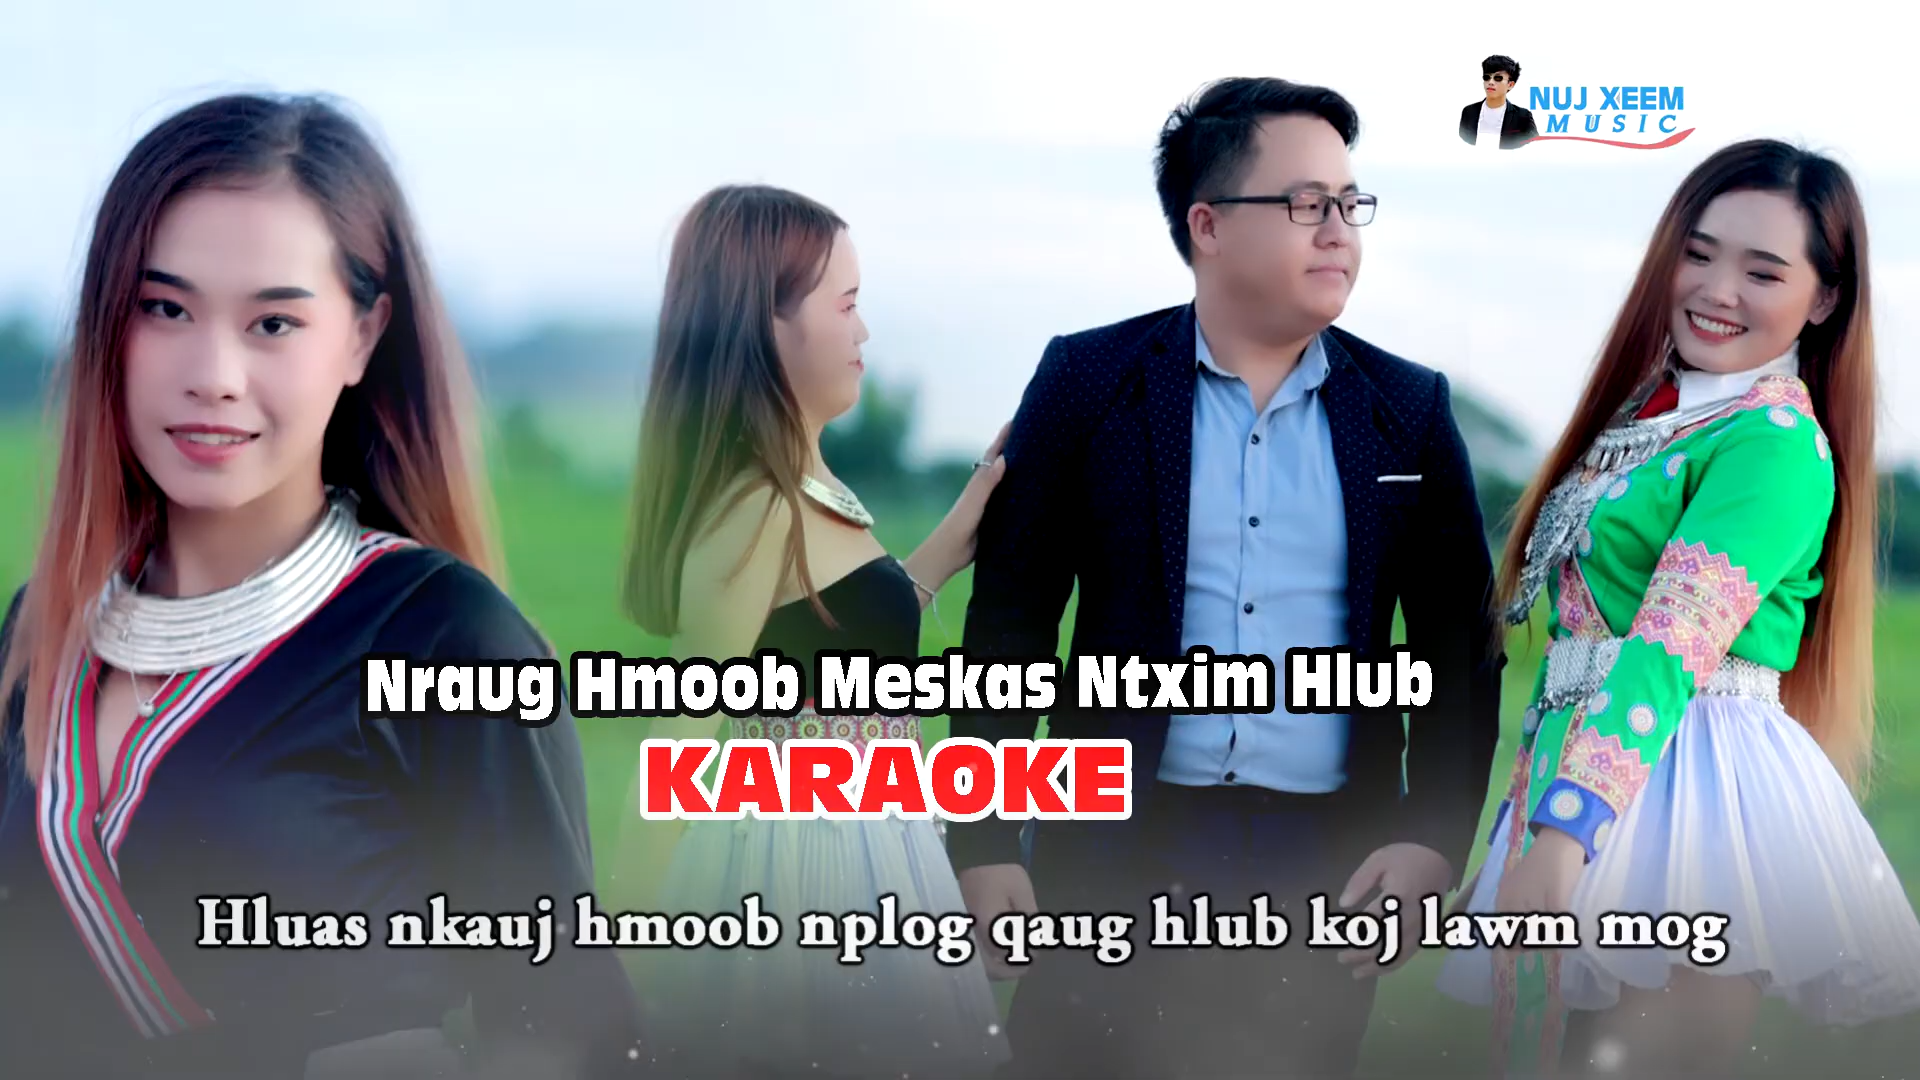 NUJ XEEM
MUSIC
Nraug Hmoob Meskas Ntxim Hlub
KARAOKE
Hluas nkauj hmoob nplog qaug hlub koj lawm mog